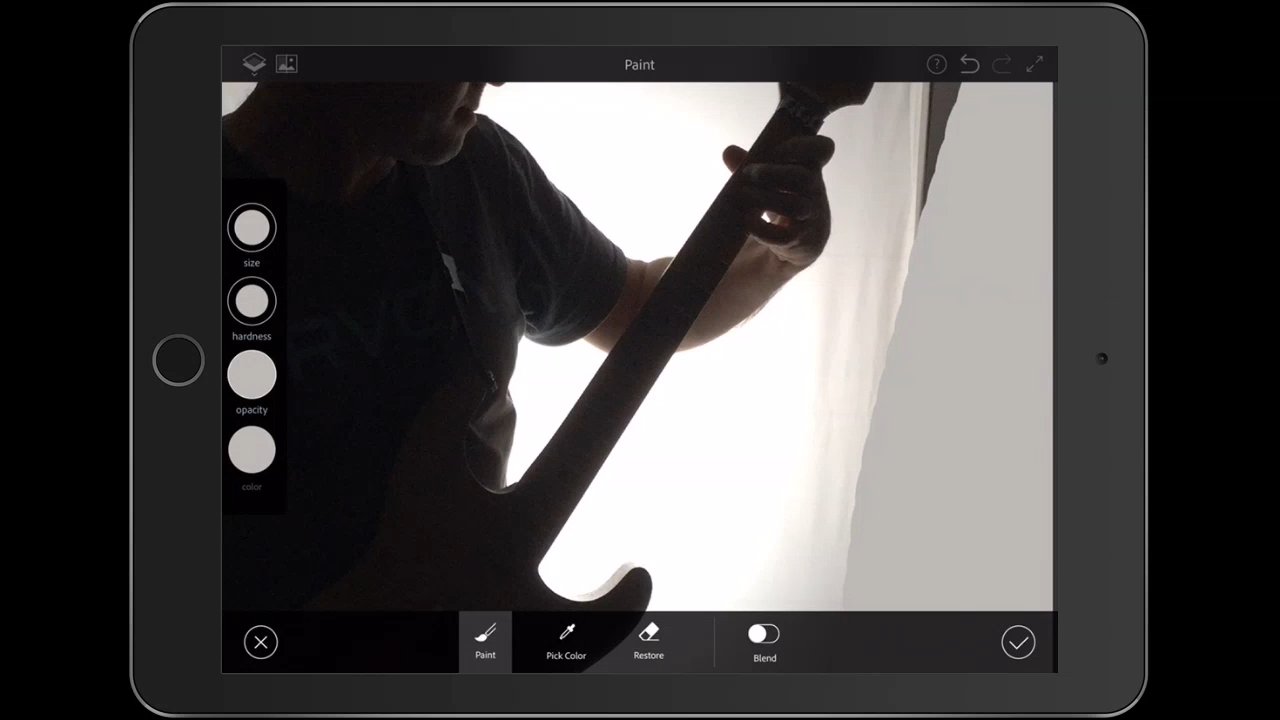 Paint
?
size
hardness
opacity
color
Paint
Pick Color
Restore
Blend